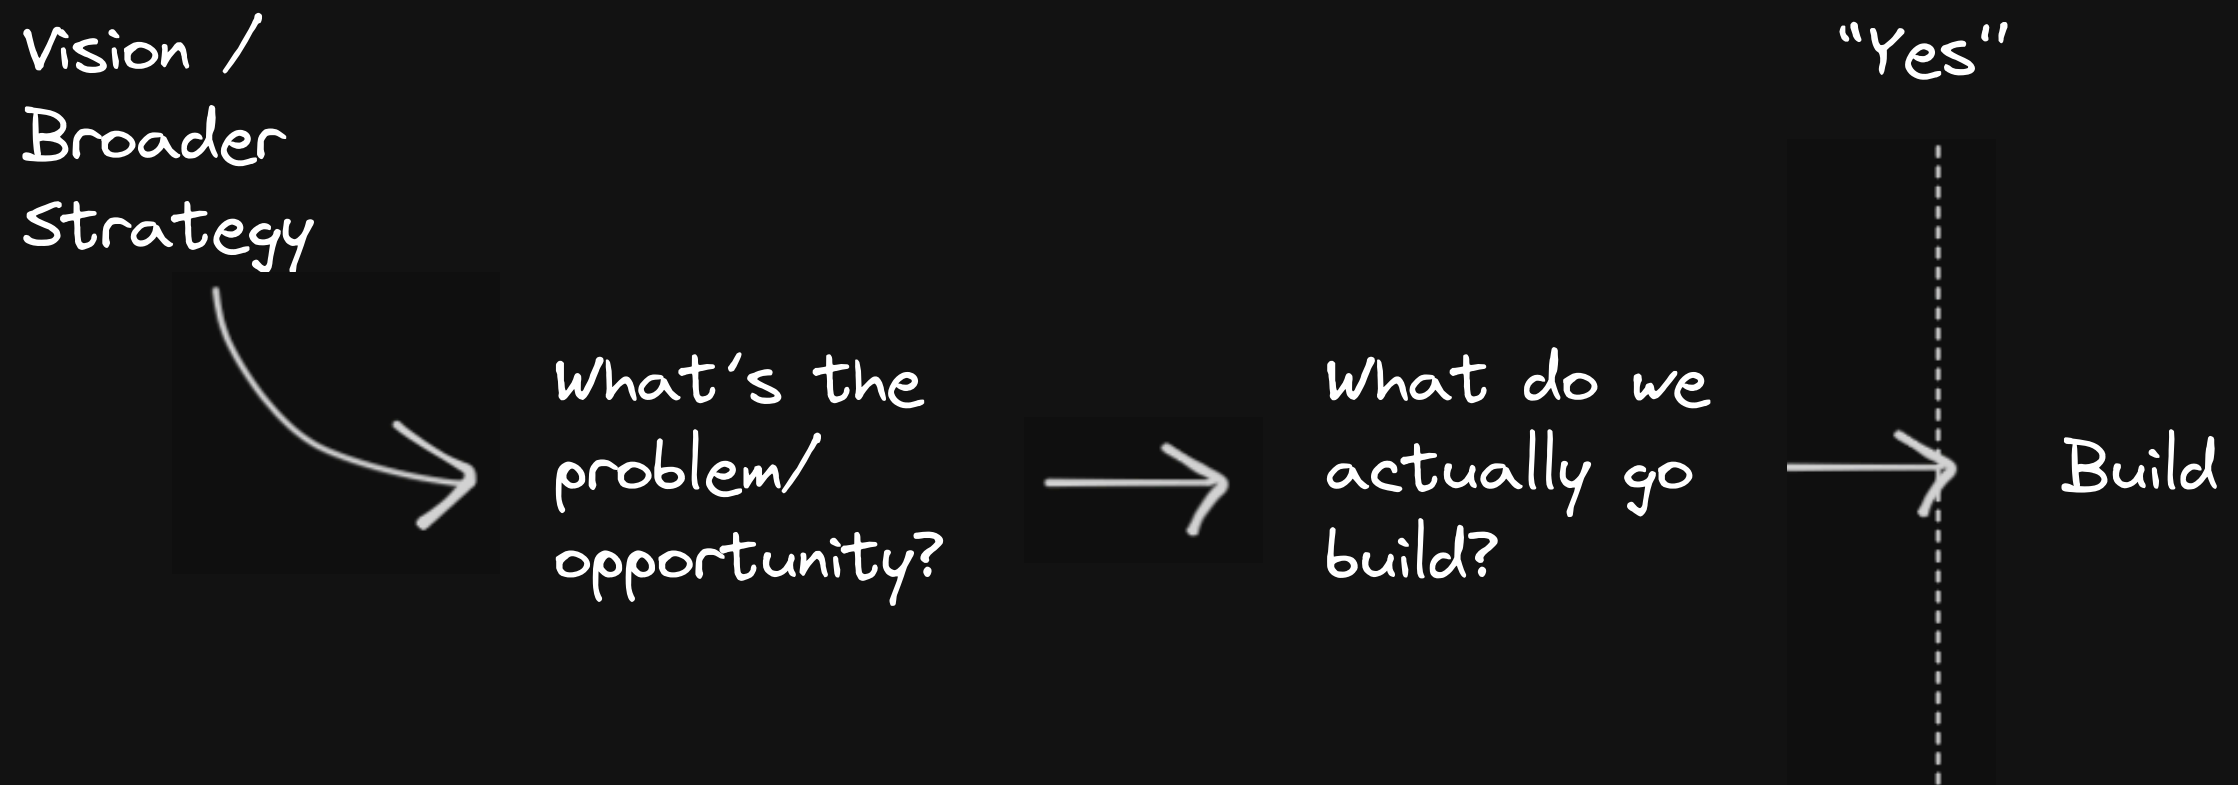 Vision /
Broader
Strategy
What's the
problem/
opportunity?
What do we
actually go
build?
"Yes"
Build